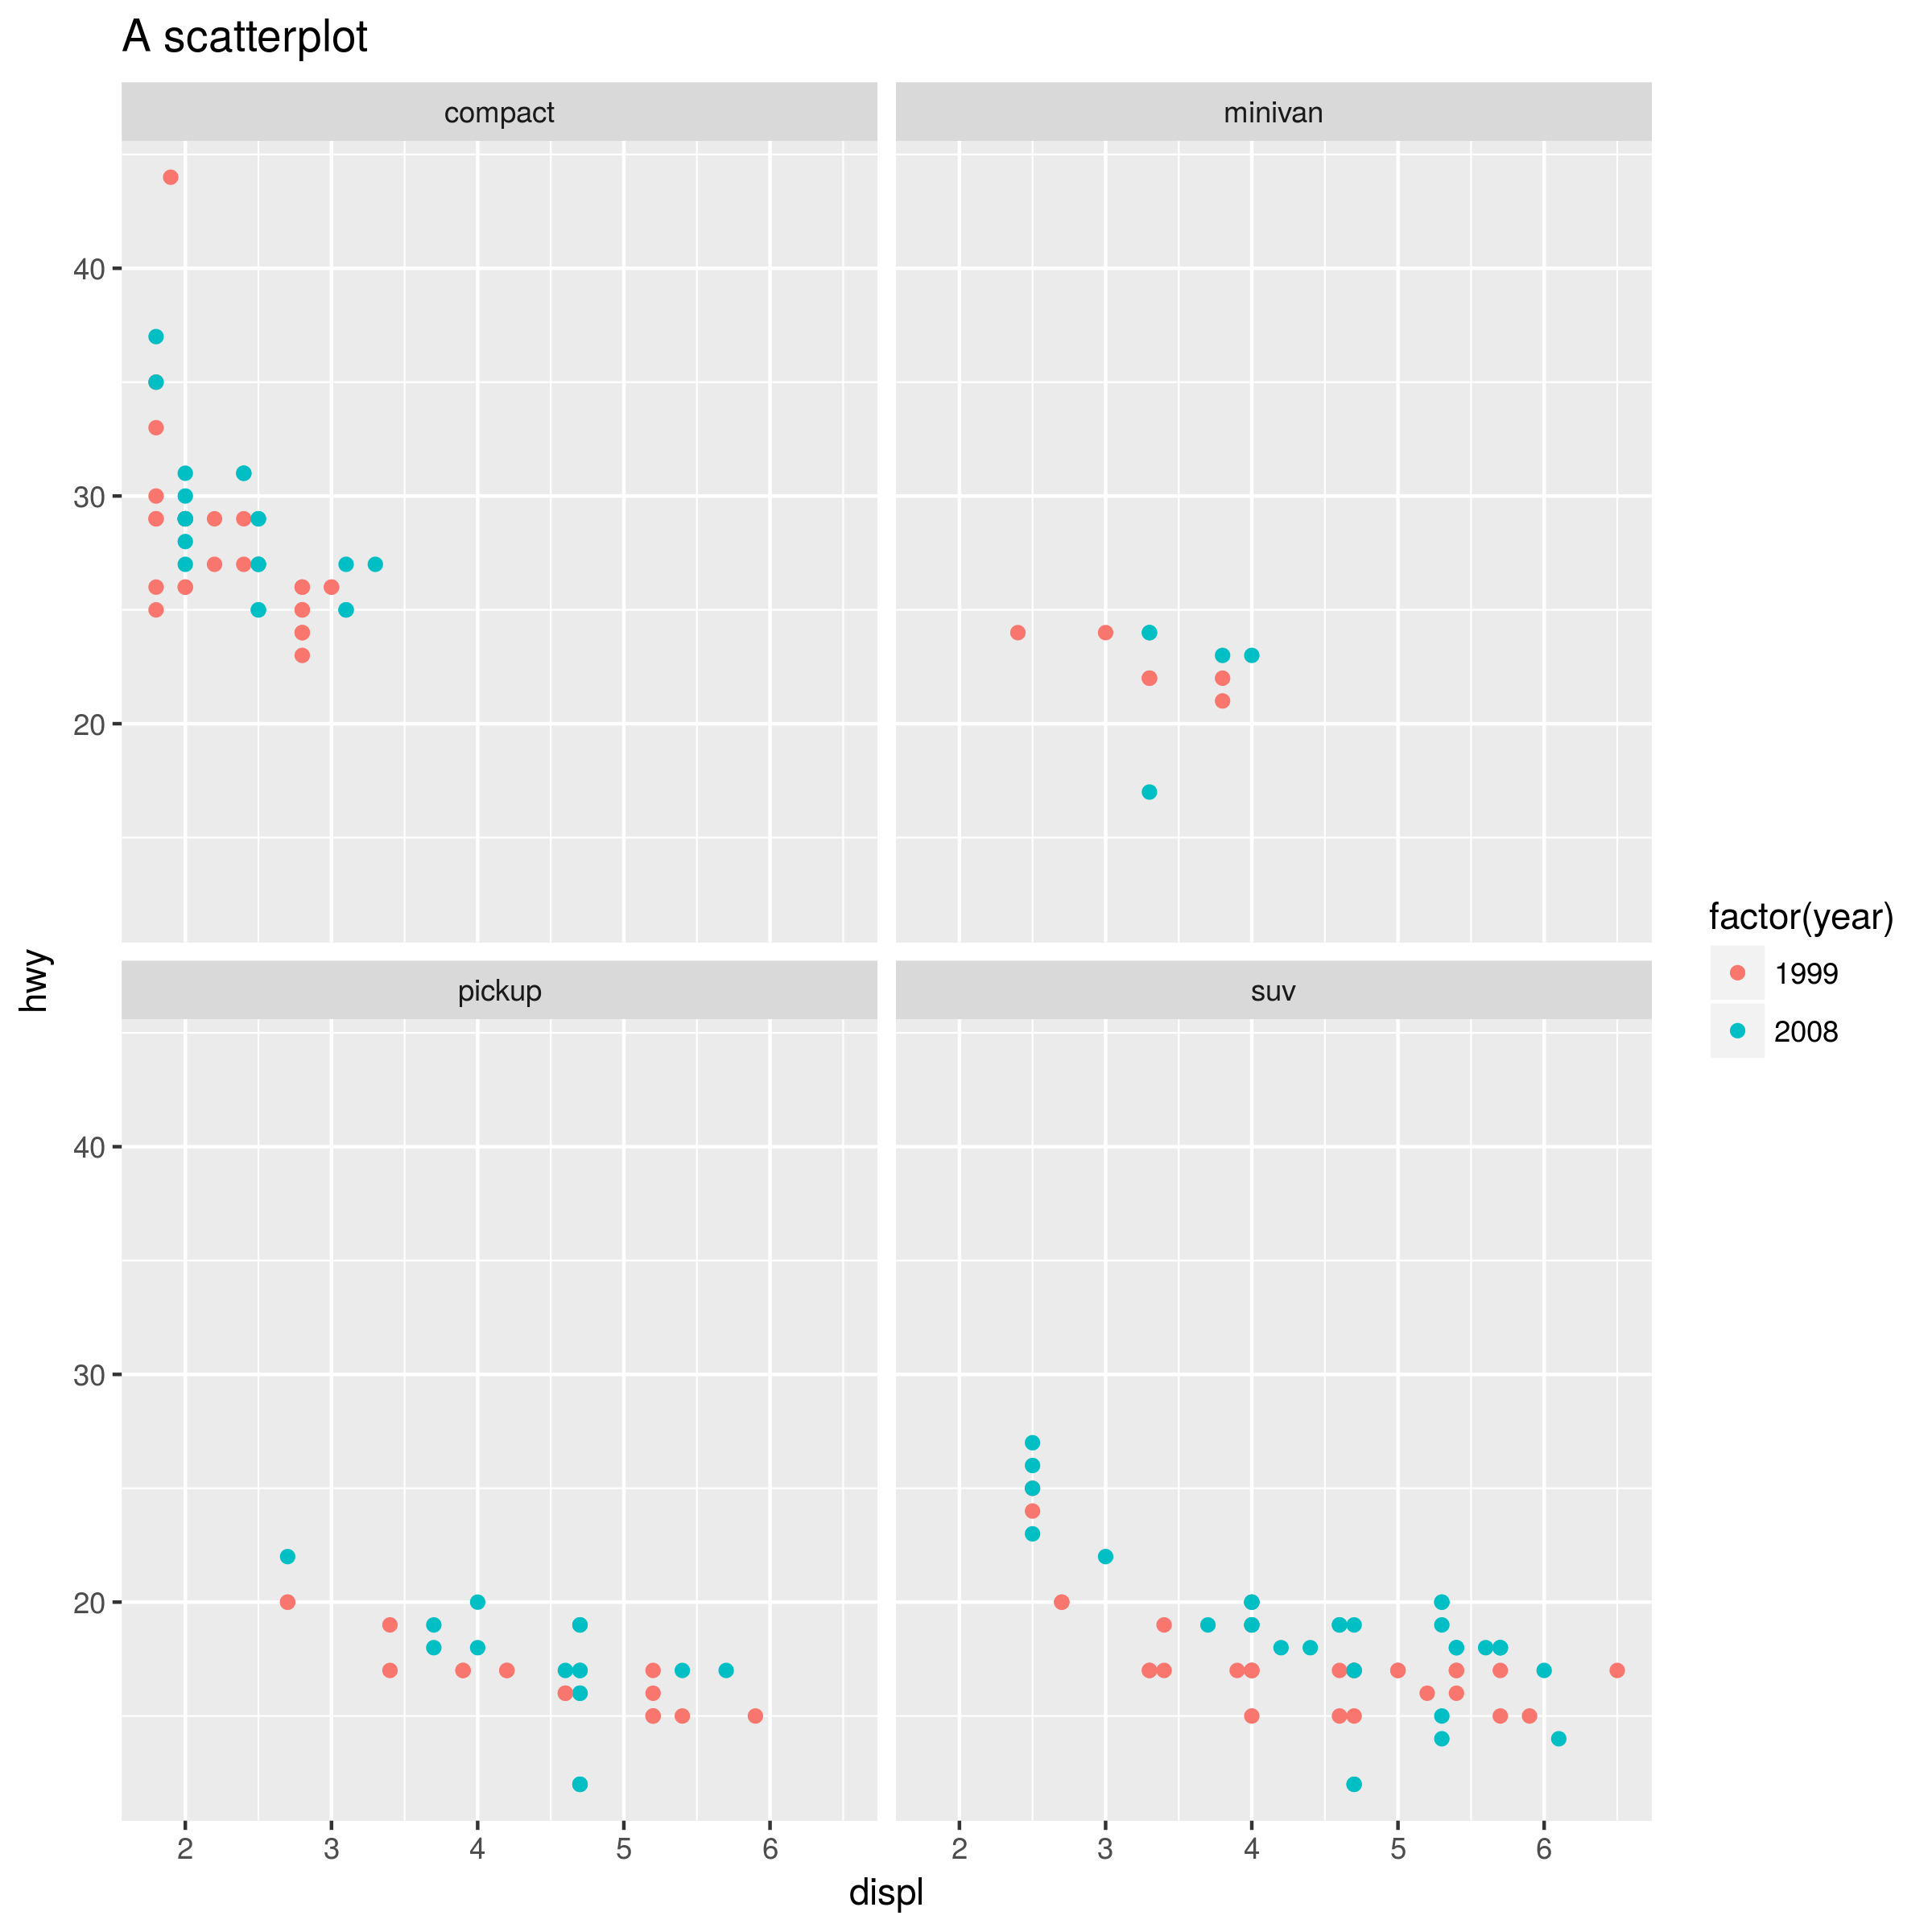 A scatterplot
compact
minivan
40
30
20
pickup
suv
40
30
20
2 3 4 5 6
2 3 4 5 6
displ
hwy
factor(year)
1999
2008